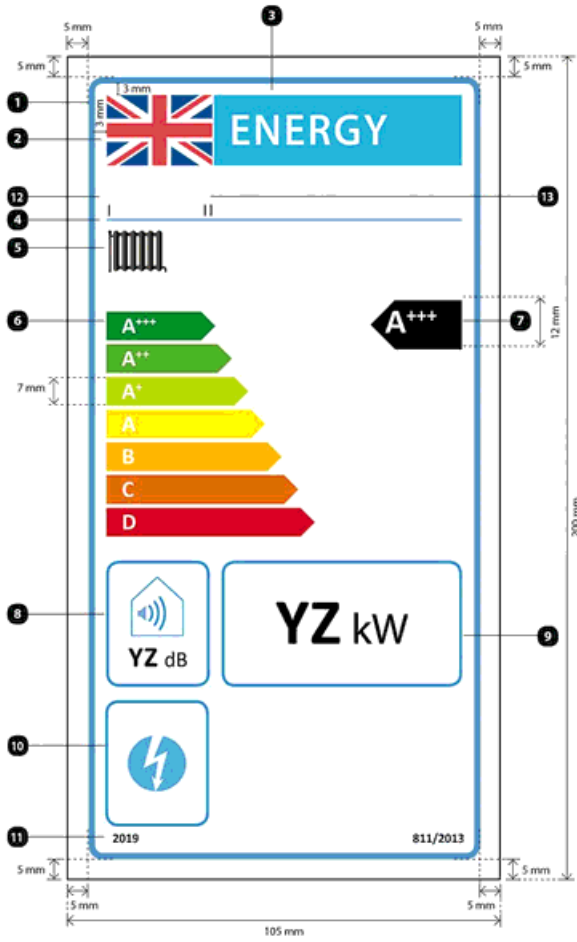 3
5 mm
5 mm
5 mm
5 mm
3 mm
1
3 mm
ENERGY
2
12
13
I
II
4
5
6
A+++
A+++
7
12 mm
A++
7 mm
A+
A
B
C
D
200 mm
8
YZ dB
YZ kW
9
10
11
2019
811/2013
5 mm
5 mm
5 mm
5 mm
105 mm